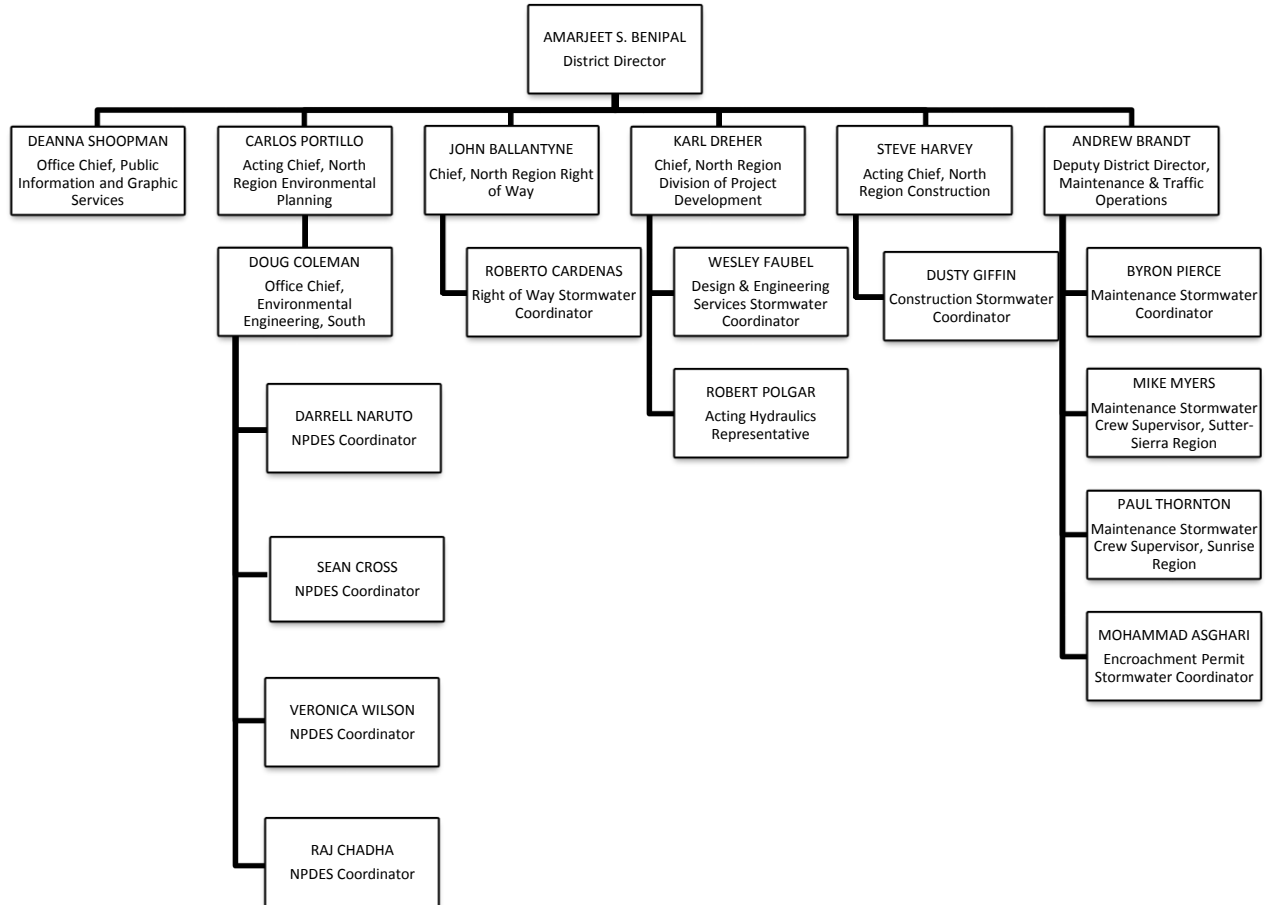 AMARJEET S. BENIPAL
District Director
DEANNA SHOOPMAN
Office Chief, Public
Information and Graphic
Services
CARLOS PORTILLO
Acting Chief, North
Region Environmental
Planning
JOHN BALLANTYNE
Chief, North Region Right
of Way
KARL DREHER
Chief, North Region
Division of Project
Development
STEVE HARVEY
Acting Chief, North
Region Construction
ANDREW BRANDT
Deputy District Director,
Maintenance & Traffic
Operations
DOUG COLEMAN
Office Chief,
Environmental
Engineering, South
ROBERTO CARDENAS
Right of Way Stormwater
Coordinator
WESLEY FAUBEL
Design & Engineering
Services Stormwater
Coordinator
DUSTY GIFFIN
Construction Stormwater
Coordinator
BYRON PIERCE
Maintenance Stormwater
Coordinator
DARRELL NARUTO
NPDES Coordinator
ROBERT POLGAR
Acting Hydraulics
Representative
MIKE MYERS
Maintenance Stormwater
Crew Supervisor, Sutter-
Sierra Region
SEAN CROSS
NPDES Coordinator
PAUL THORNTON
Maintenance Stormwater
Crew Supervisor, Sunrise
Region
VERONICA WILSON
NPDES Coordinator
MOHAMMAD ASGHARI
Encroachment Permit
Stormwater Coordinator
RAJ CHADHA
NPDES Coordinator